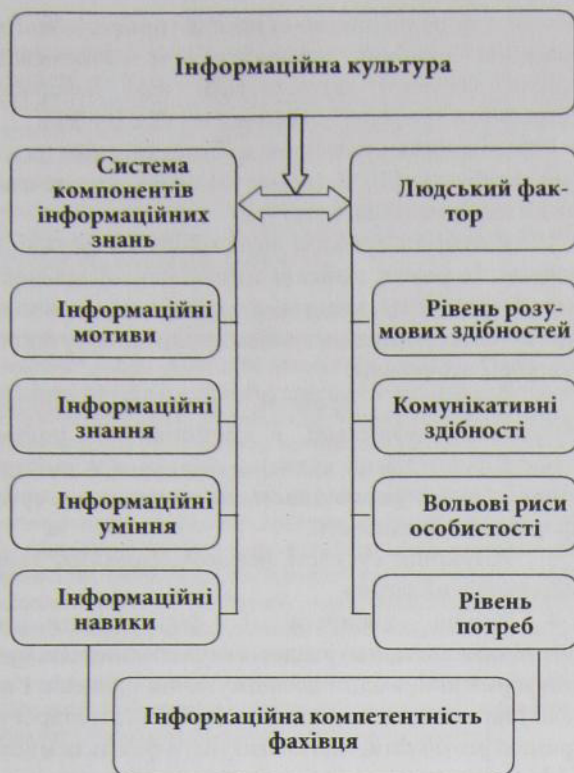 Інформаційна культура
Система
компонентів
інформаційних
знань
Людський фак-
тор
Інформаційні
мотиви
Рівень розу-
мових здібностей
Інформаційні
знання
Комунікативні
здібності
Інформаційні
уміння
Вольові риси
особистості
Інформаційні
навики
Рівень
потреб
Інформаційна компетентність
фахівця